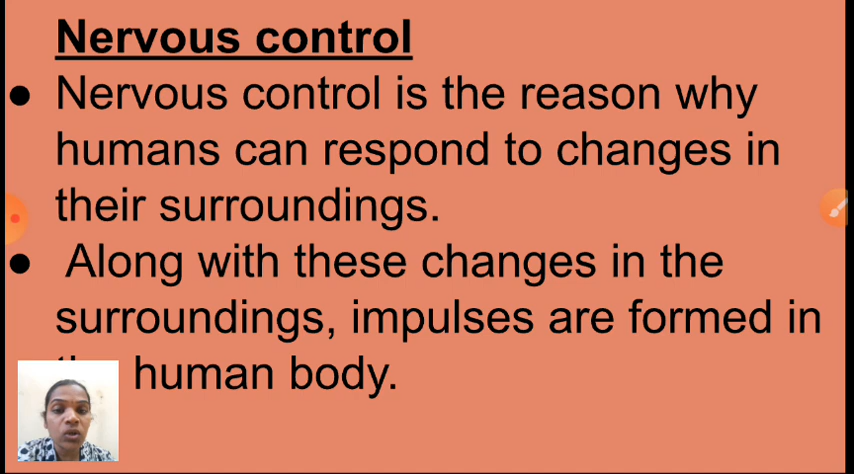 Nervous control
● Nervous control is the reason why
humans can respond to changes in
their surroundings.
● Along with these changes in the
surroundings, impulses are formed in
human body.